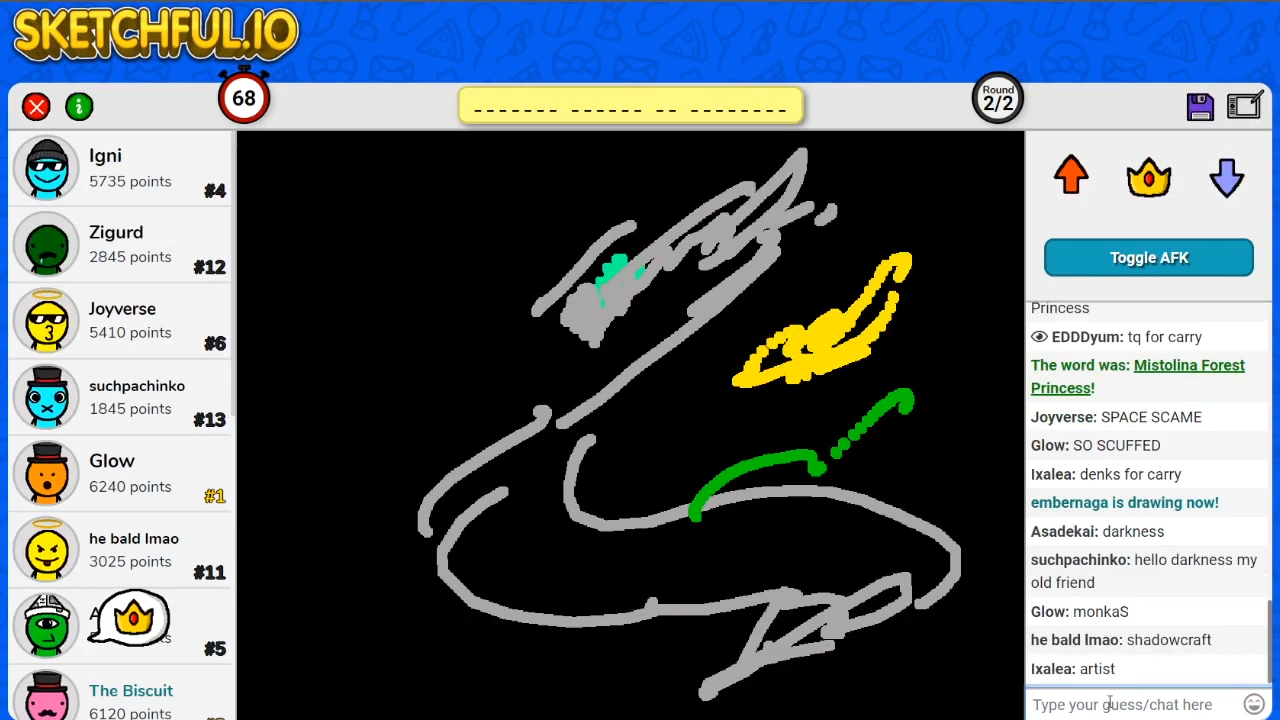 SKETCHFUL.IO
68
_______ ______ __ ________
Round
2/2
Igni
5735 points
#4
Zigurd
2845 points
#12
Joyverse
5410 points
#6
suchpachinko
1845 points
#13
Glow
6240 points
#1
he bald lmao
3025 points
#11
#5
The Biscuit
6120 points
Toggle AFK
Princess
EDDDyum: tq for carry
The word was: Mistolina Forest
Princess!
Joyverse: SPACE SCAME
Glow: SO SCUFFED
Ixalea: denks for carry
embernaga is drawing now!
Asadekai: darkness
suchpachinko: hello darkness my
old friend
Glow: monkaS
he bald lmao: shadowcraft
Ixalea: artist
Type your guess/chat here